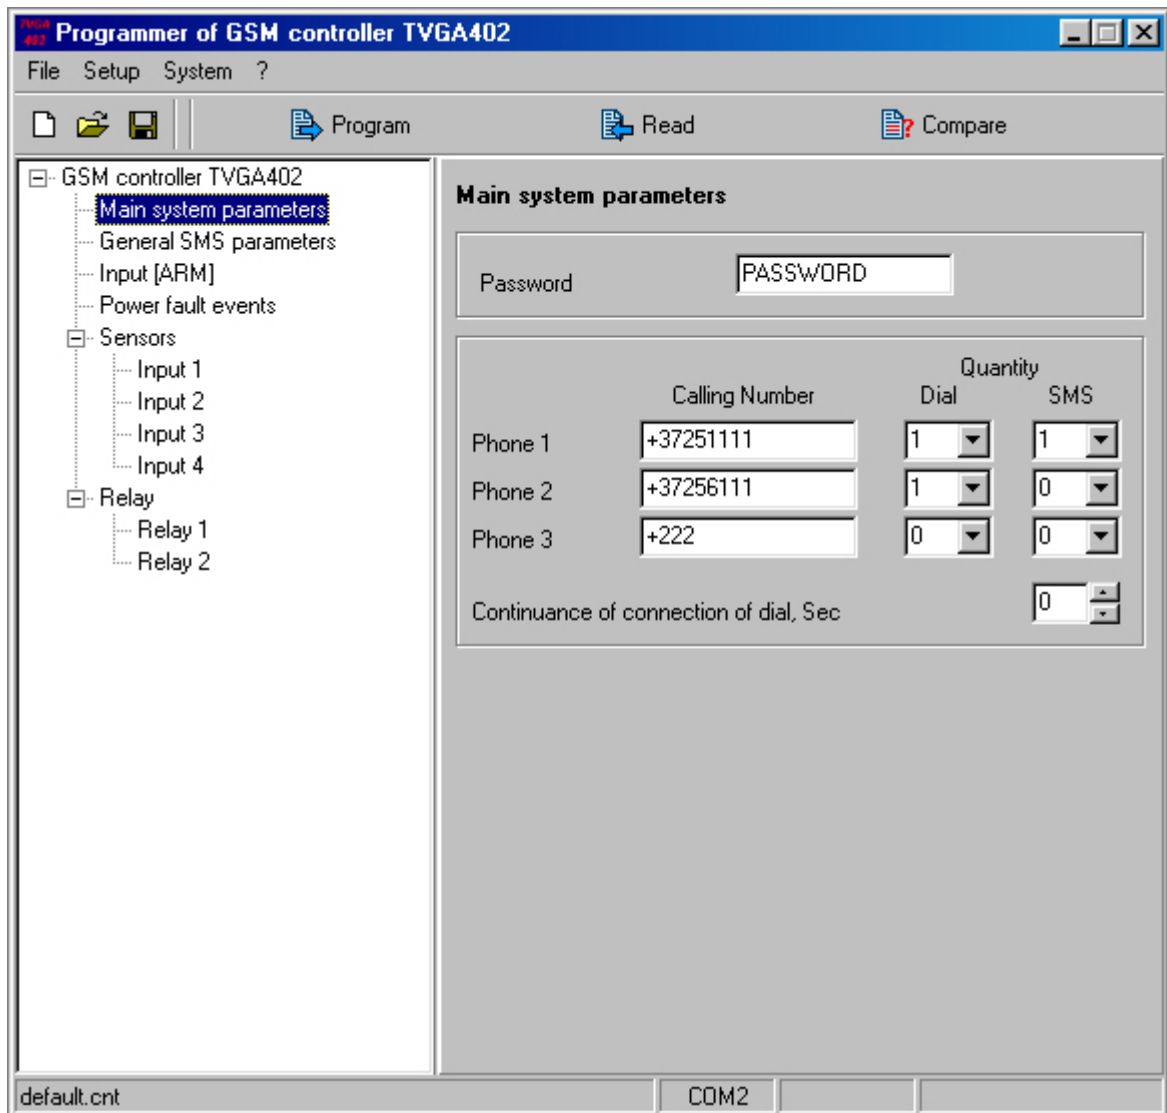 TVGA
402
Programmer of GSM controller TVGA402
File Setup System ?
Program Read Compare
GSM controller TVGA402
Main system parameters
General SMS parameters
Input [ARM]
Power fault events
Sensors
Input 1
Input 2
Input 3
Input 4
Relay
Relay 1
Relay 2
Main system parameters
Password PASSWORD
Quantity
Calling Number Dial SMS
Phone 1 +37251111 1 1
Phone 2 +37256111 1 0
Phone 3 +222 0 0
Continuance of connection of dial, Sec 0
default.cnt COM2